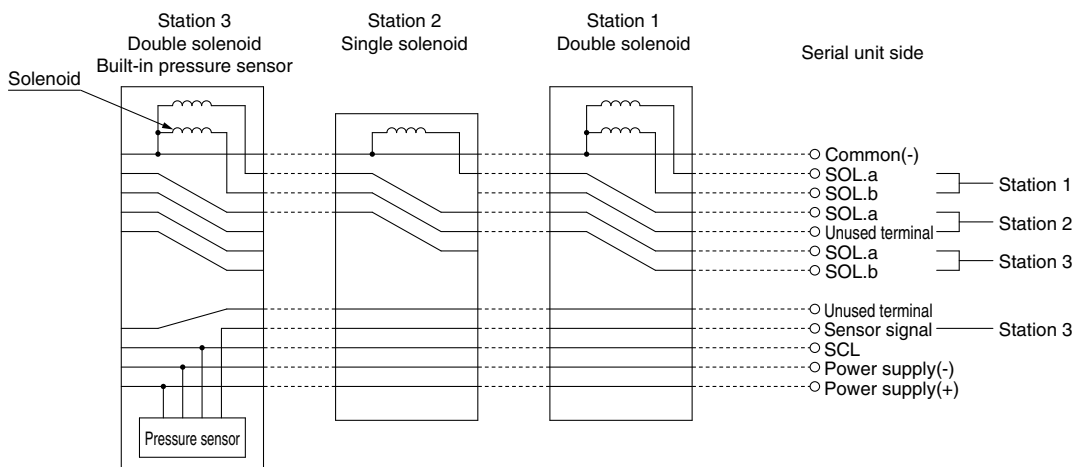 Station 3
Double solenoid
Built-in pressure sensor
Station 2
Single solenoid
Station 1
Double solenoid
Serial unit side
Solenoid
Common(-)
SOL.a
SOL.b
Station 1
SOL.a
Unused terminal
Station 2
SOL.a
SOL.b
Station 3
Unused terminal
Sensor signal
Station 3
SCL
Power supply(-)
Power supply(+)
Pressure sensor